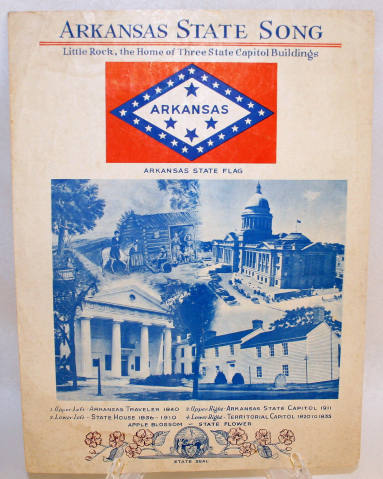 ARKANSAS STATE SONG
Little Rock, the Home of Three State Capitol Buildings
ARKANSAS
ARKANSAS STATE FLAG
1 Upper Left - ARKANSAS TRAVELER 1840 3 Upper Right - ARKANSAS STATE CAPITOL 1911
2 Lower Left - STATE HOUSE 1836-1910 4 Lower Right - TERRITORIAL CAPITOL 1820 TO 1835
APPLE BLOSSOM - STATE FLOWER
STATE SEAL